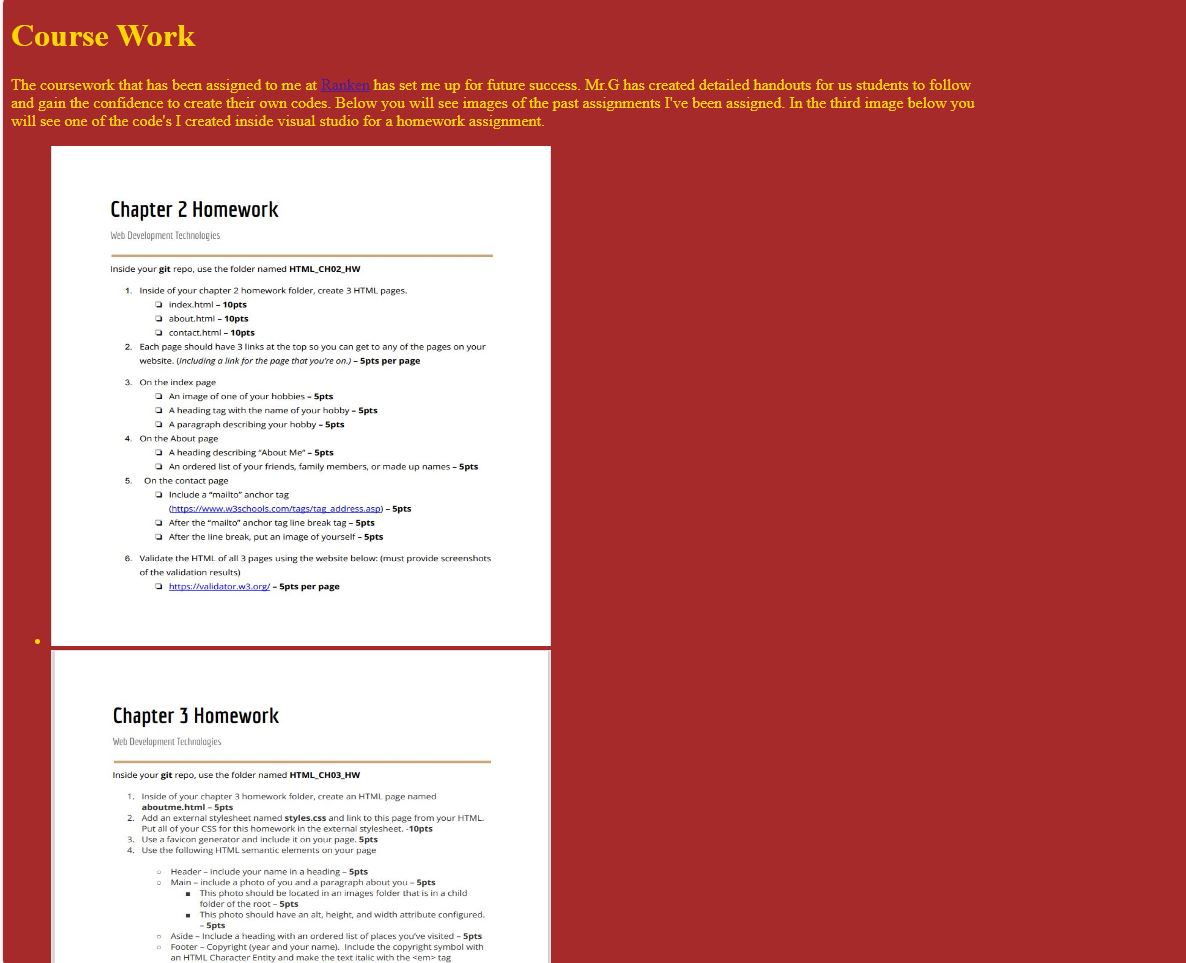 Course Work
The coursework that has been assigned to me at Ranken has set me up for future success. Mr.G has created detailed handouts for us students to follow
and gain the confidence to create their own codes. Below you will see images of the past assignments I've been assigned. In the third image below you
will see one of the code's I created inside visual studio for a homework assignment.
Chapter 2 Homework
Web Development Technologies
Inside your git repo, use the folder named HTML_CH02_HW
1. Inside of your chapter 2 homework folder, create 3 HTML pages.
❏ index.html – 10pts
❏ about.html – 10pts
❏ contact.html – 10pts
2. Each page should have 3 links at the top so you can get to any of the pages on your
website. (Including a link for the page that you're on.) – 5pts per page
3. On the index page
❏ An image of one of your hobbies – 5pts
❏ A heading tag with the name of your hobby – 5pts
❏ A paragraph describing your hobby – 5pts
4. On the About page
❏ A heading describing “About Me” – 5pts
❏ An ordered list of your friends, family members, or made up names – 5pts
5. On the contact page
❏ Include a “mailto” anchor tag
(https://www.w3schools.com/tags/tag_address.asp) – 5pts
❏ After the “mailto” anchor tag line break tag – 5pts
❏ After the line break, put an image of yourself – 5pts
6. Validate the HTML of all 3 pages using the website below: (must provide screenshots
of the validation results)
❏ https://validator.w3.org/ – 5pts per page
Chapter 3 Homework
Web Development Technologies
Inside your git repo, use the folder named HTML_CH03_HW
1. Inside of your chapter 3 homework folder, create an HTML page named
aboutme.html – 5pts
2. Add an external stylesheet named styles.css and link to this page from your HTML.
Put all of your CSS for this homework in the external stylesheet. -10pts
3. Use a favicon generator and include it on your page. 5pts
4. Use the following HTML semantic elements on your page
○ Header – include your name in a heading – 5pts
○ Main – include a photo of you and a paragraph about you – 5pts
■ This photo should be located in an images folder that is in a child
folder of the root – 5pts
■ This photo should have an alt, height, and width attribute configured.
– 5pts
○ Aside – Include a heading with an ordered list of places you've visited – 5pts
○ Footer – Copyright (year and your name). Include the copyright symbol with
an HTML Character Entity and make the text italic with the <em> tag